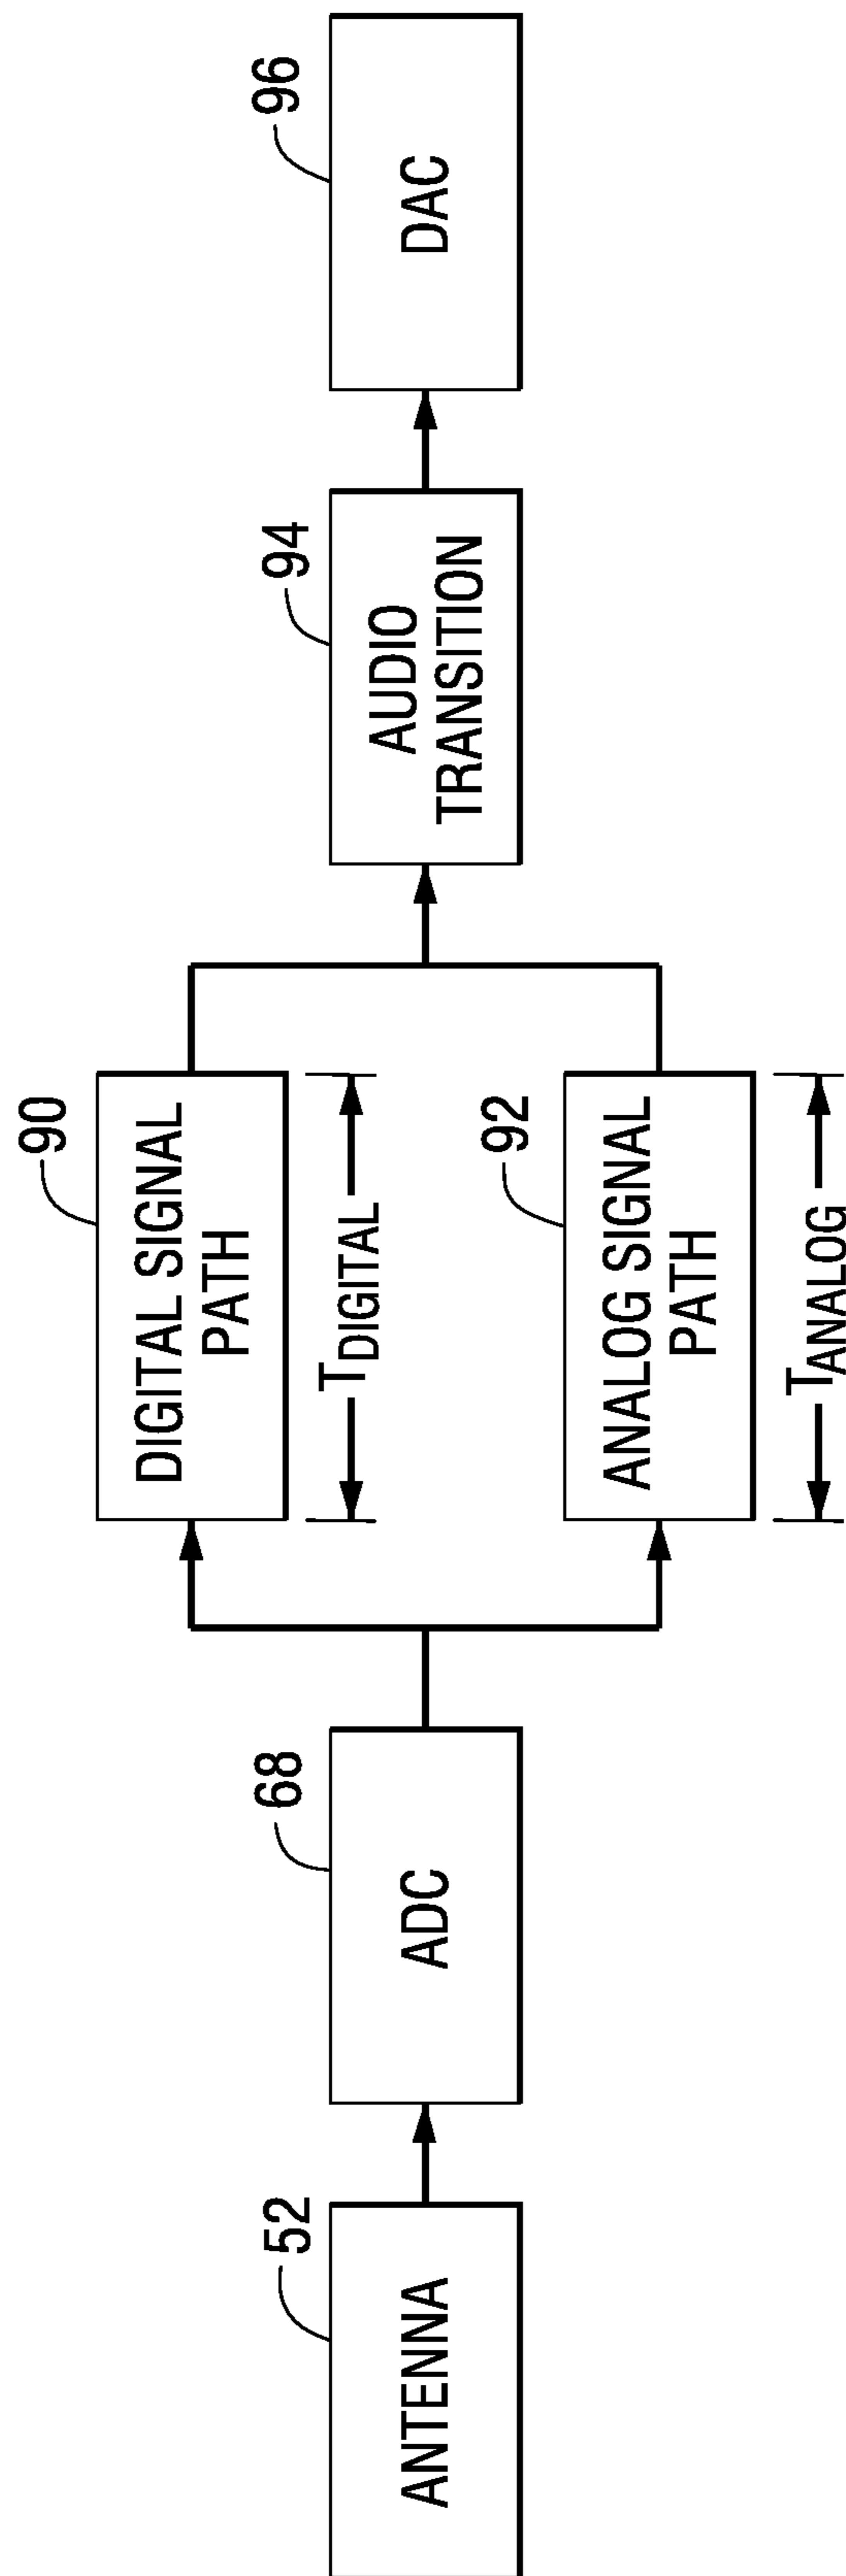 52
ANTENNA
68
ADC
90
DIGITAL SIGNAL
PATH
TDIGITAL
92
ANALOG SIGNAL
PATH
TANALOG
94
AUDIO
TRANSITION
96
DAC